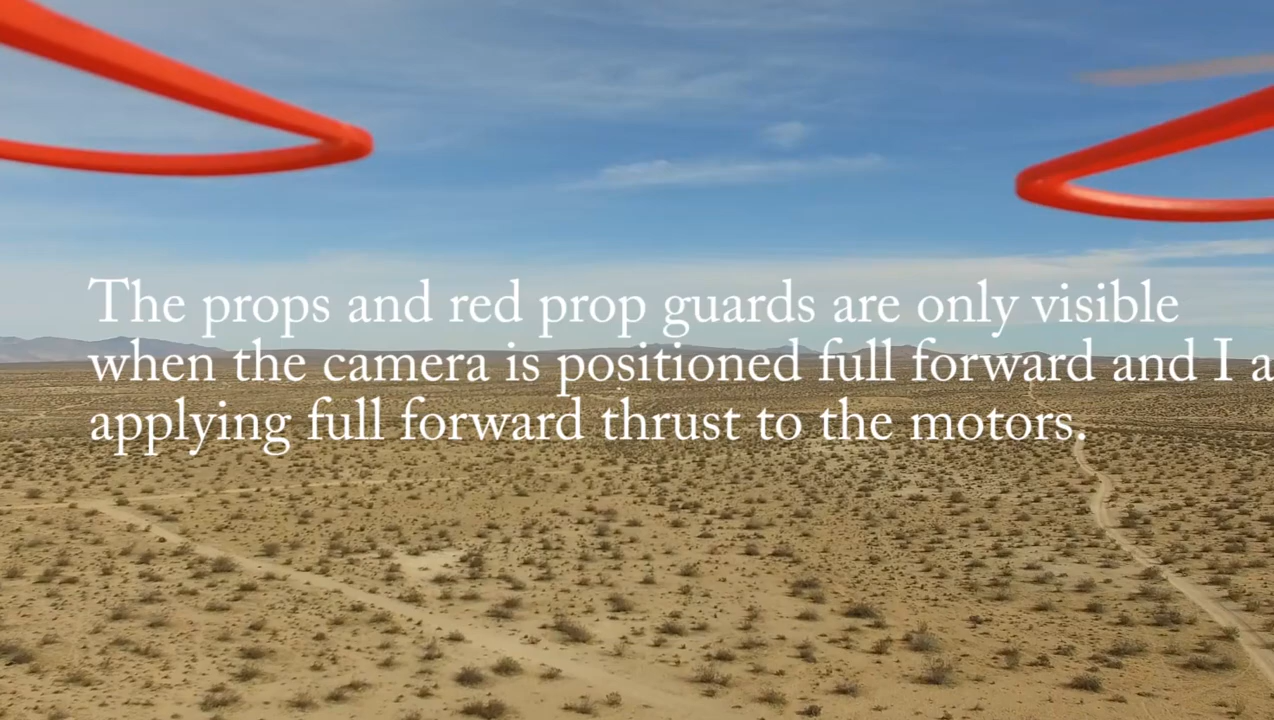 The props and red prop guards are only visible
when the camera is positioned full forward and I a
applying full forward thrust to the motors.